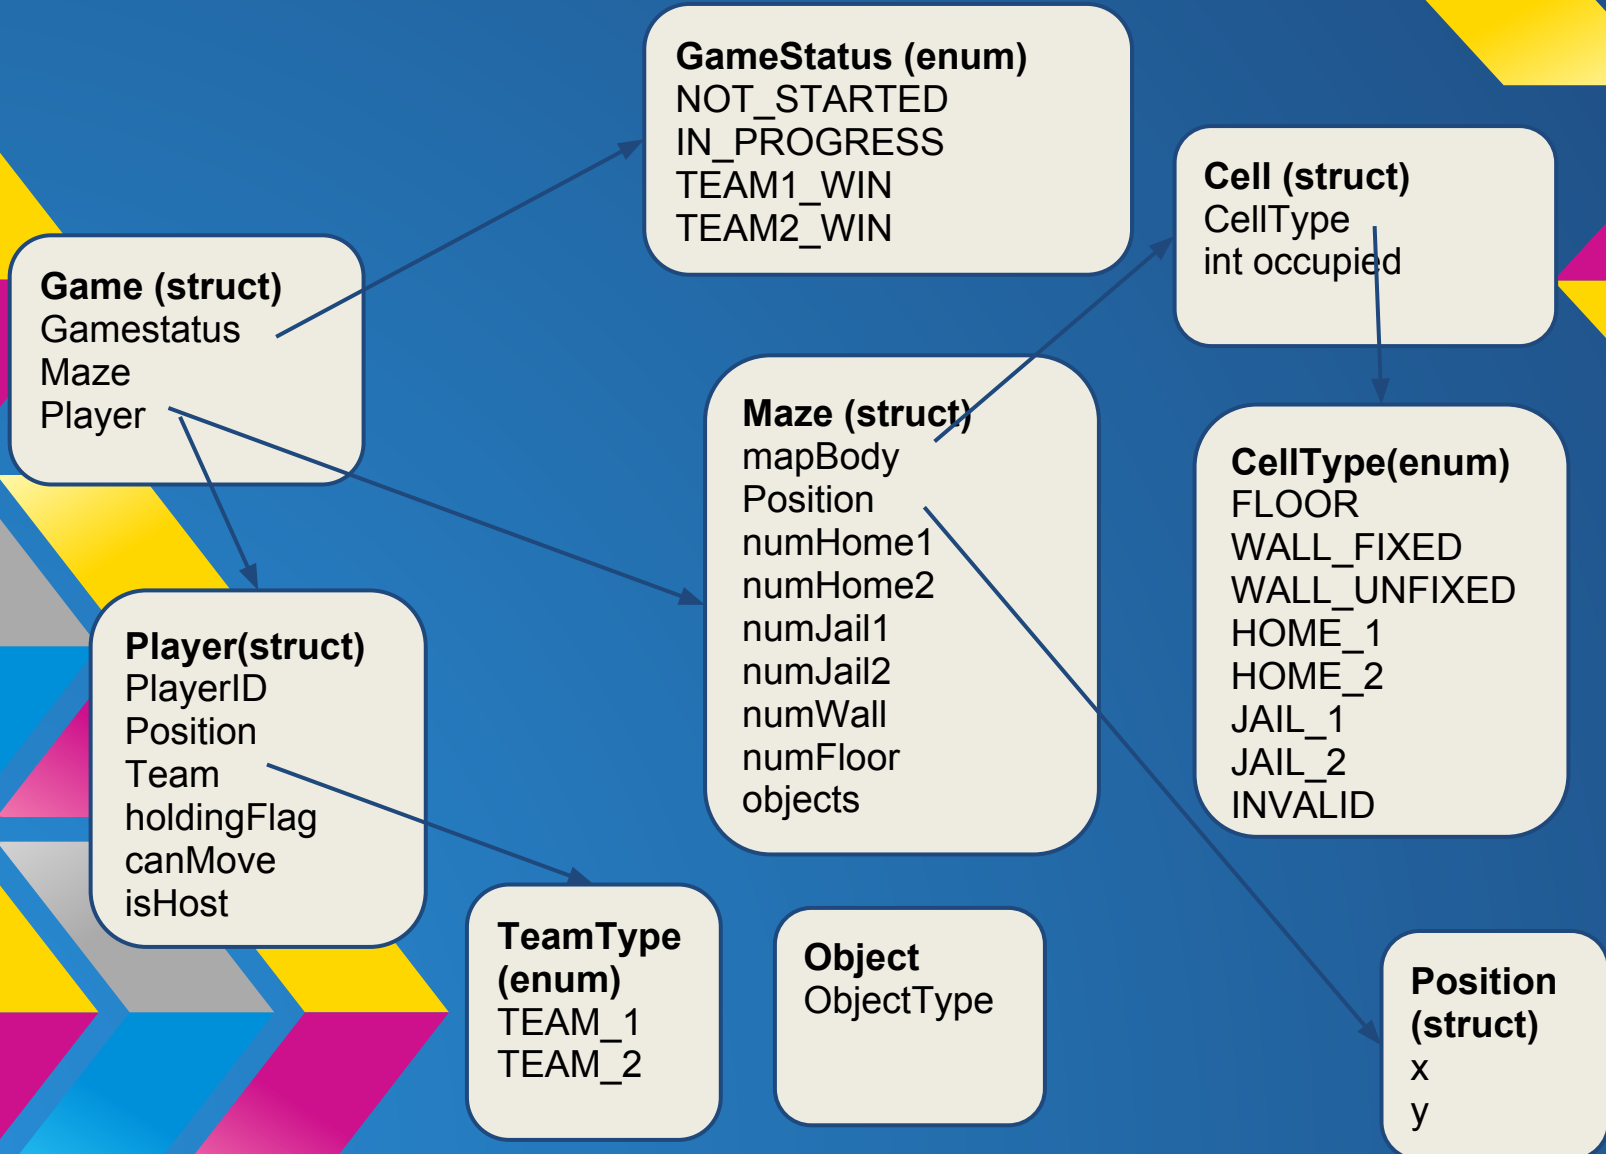 GameStatus (enum)
NOT_STARTED
IN_PROGRESS
TEAM1_WIN
TEAM2_WIN
Cell (struct)
CellType
int occupied
Game (struct)
Gamestatus
Maze
Player
Maze (struct)
mapBody
Position
numHome1
numHome2
numJail1
numJail2
numWall
numFloor
objects
CellType(enum)
FLOOR
WALL_FIXED
WALL_UNFIXED
HOME_1
HOME_2
JAIL_1
JAIL_2
INVALID
Player(struct)
PlayerID
Position
Team
holdingFlag
canMove
isHost
TeamType
(enum)
TEAM_1
TEAM_2
Object
ObjectType
Position
(struct)
x
y